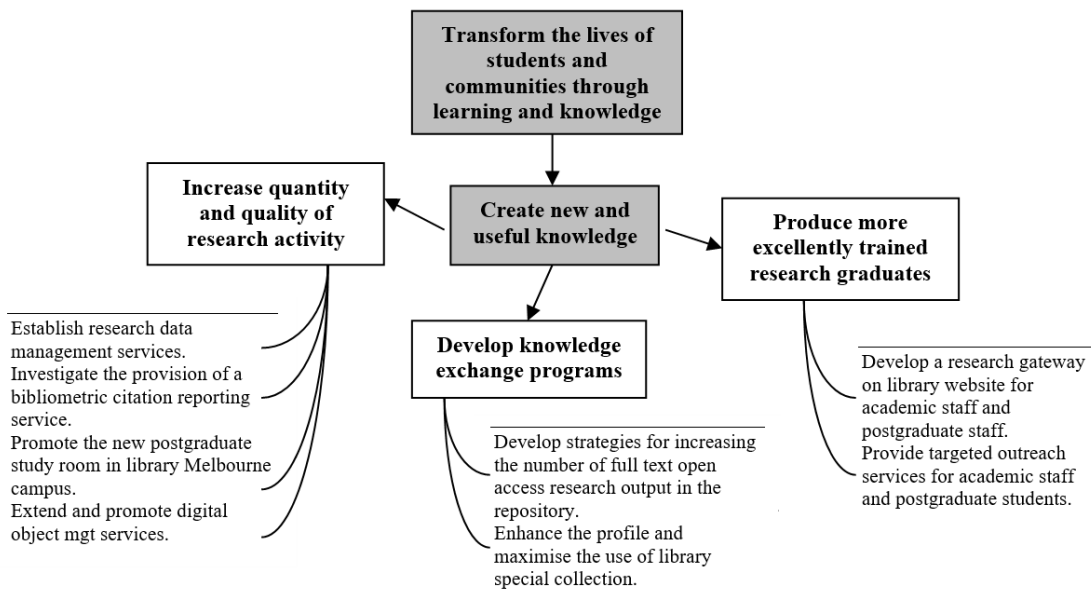 Transform the lives of
students and
communities through
learning and knowledge
Increase quantity
and quality of
research activity
Create new and
useful knowledge
Produce more
excellently trained
research graduates
Establish research data
management services.
Investigate the provision of a
bibliometric citation reporting
service.
Promote the new postgraduate
study room in library Melbourne
campus.
Extend and promote digital
object mgt services.
Develop knowledge
exchange programs
Develop strategies for increasing
the number of full text open
access research output in the
repository.
Enhance the profile and
maximise the use of library
special collection.
Develop a research gateway
on library website for
academic staff and
postgraduate staff.
Provide targeted outreach
services for academic staff
and postgraduate students.